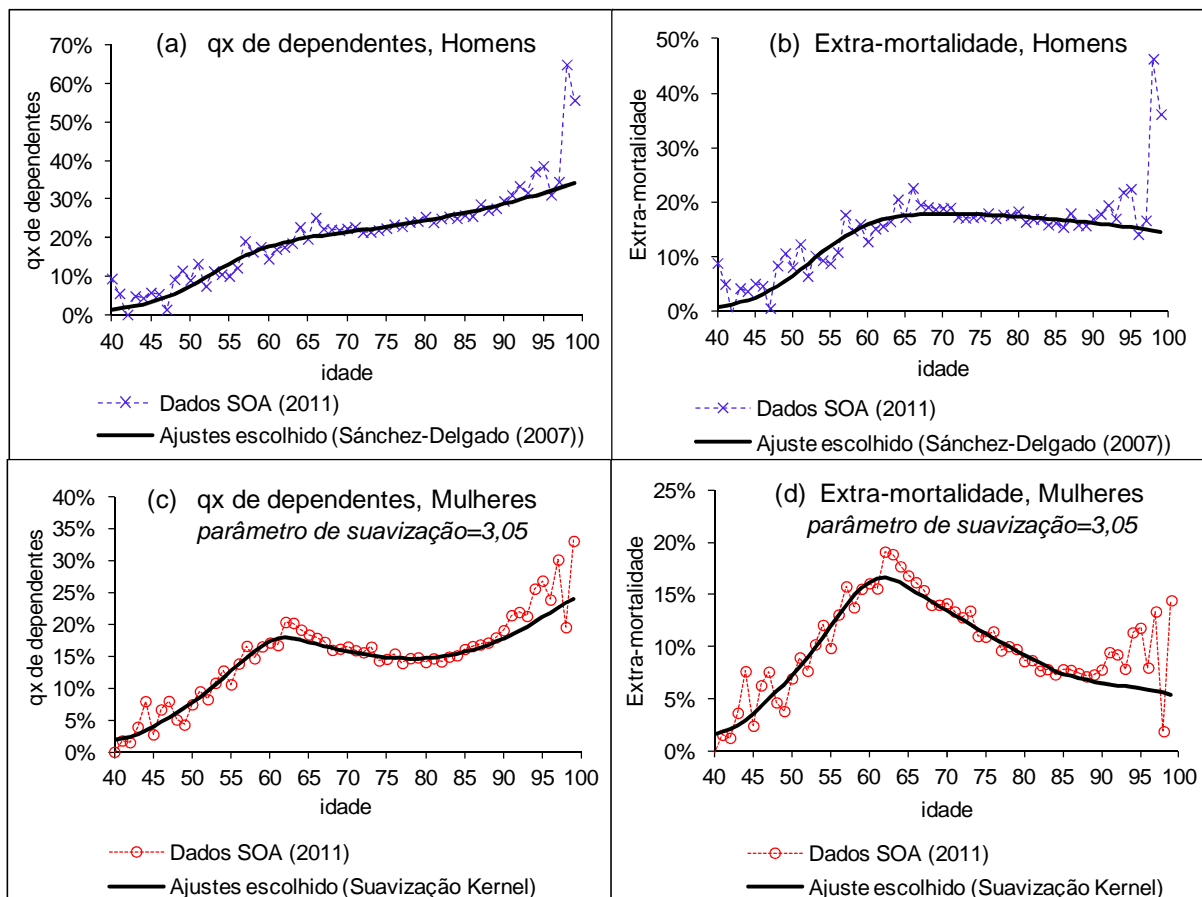 (a) qx de dependentes, Homens
qx de dependentes
70%
60%
50%
40%
30%
20%
10%
0%
40 45 50 55 60 65 70 75 80 85 90 95 100
idade
Dados SOA (2011)
Ajustes escolhido (Sánchez-Delgado (2007))
(b) Extra-mortalidade, Homens
Extra-mortalidade
50%
40%
30%
20%
10%
0%
40 45 50 55 60 65 70 75 80 85 90 95 100
idade
Dados SOA (2011)
Ajuste escolhido (Sánchez-Delgado (2007))
(c) qx de dependentes, Mulheres
parâmetro de suavização=3,05
qx de dependentes
40%
35%
30%
25%
20%
15%
10%
5%
0%
40 45 50 55 60 65 70 75 80 85 90 95 100
idade
Dados SOA (2011)
Ajustes escolhido (Suavização Kernel)
(d) Extra-mortalidade, Mulheres
parâmetro de suavização=3,05
Extra-mortalidade
25%
20%
15%
10%
5%
0%
40 45 50 55 60 65 70 75 80 85 90 95 100
idade
Dados SOA (2011)
Ajuste escolhido (Suavização Kernel)